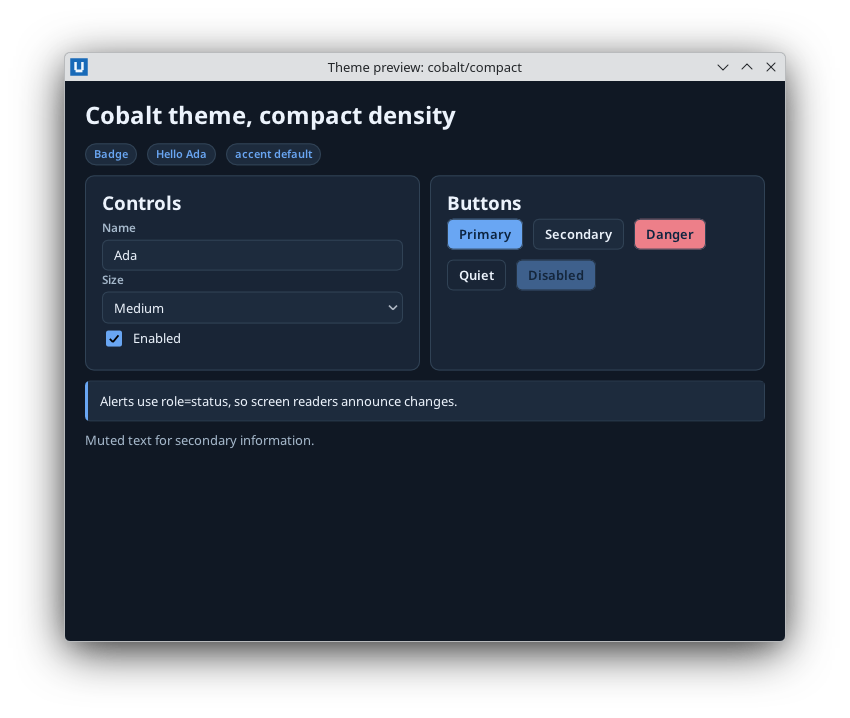 Theme preview: cobalt/compact
Cobalt theme, compact density
Badge Hello Ada accent default
Controls
Name
Ada
Size
Medium
Enabled
Buttons
Primary Secondary Danger
Quiet Disabled
Alerts use role=status, so screen readers announce changes.
Muted text for secondary information.